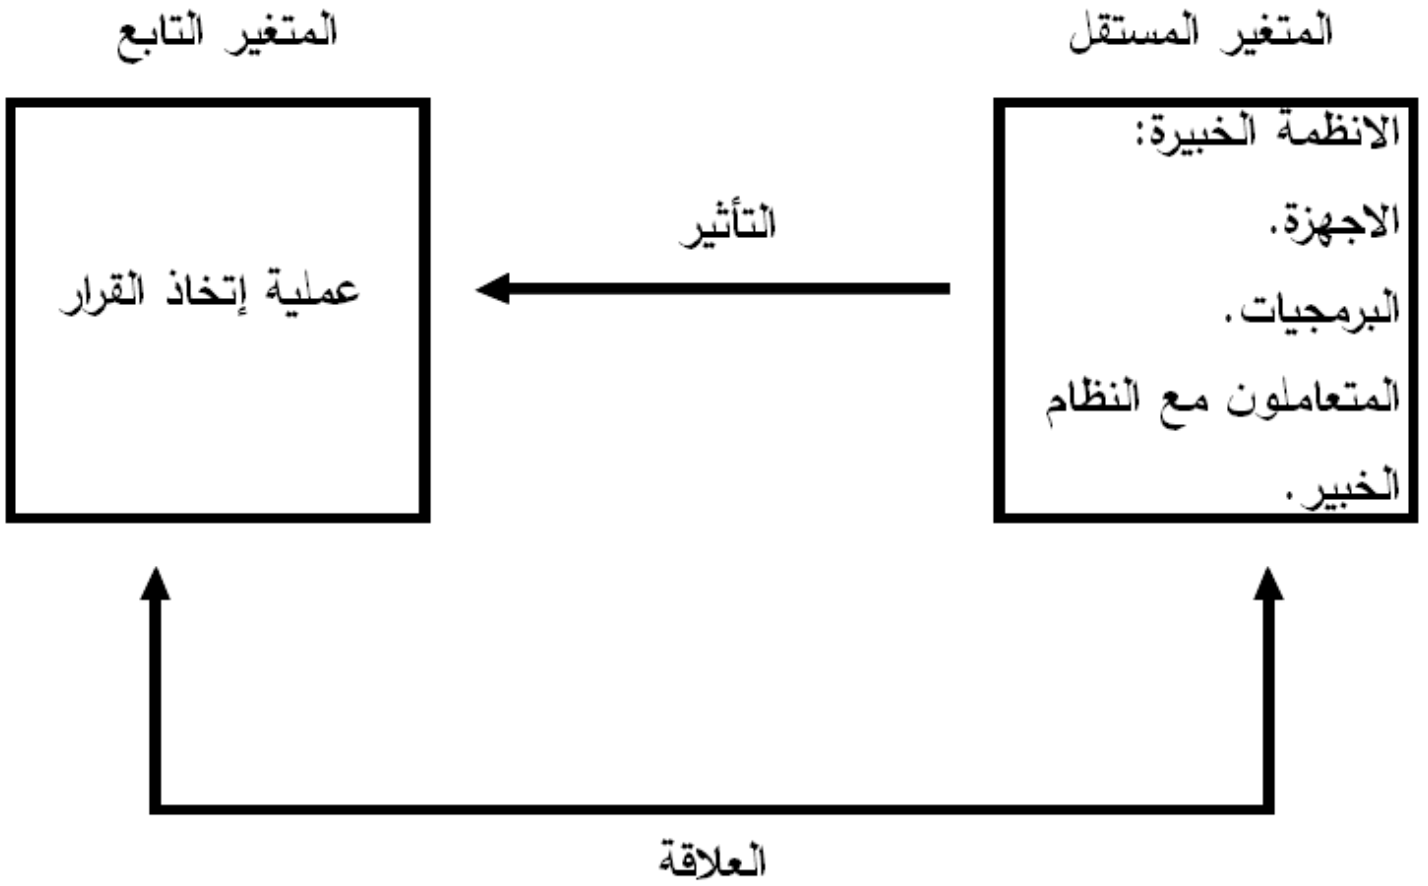 المتغير المستقل
المتغير التابع
الانظمة الخبيرة:
الاجهزة.
البرمجيات.
المتعاملون مع النظام
الخبير.
التأثير
عملية إتخاذ القرار
العلاقة